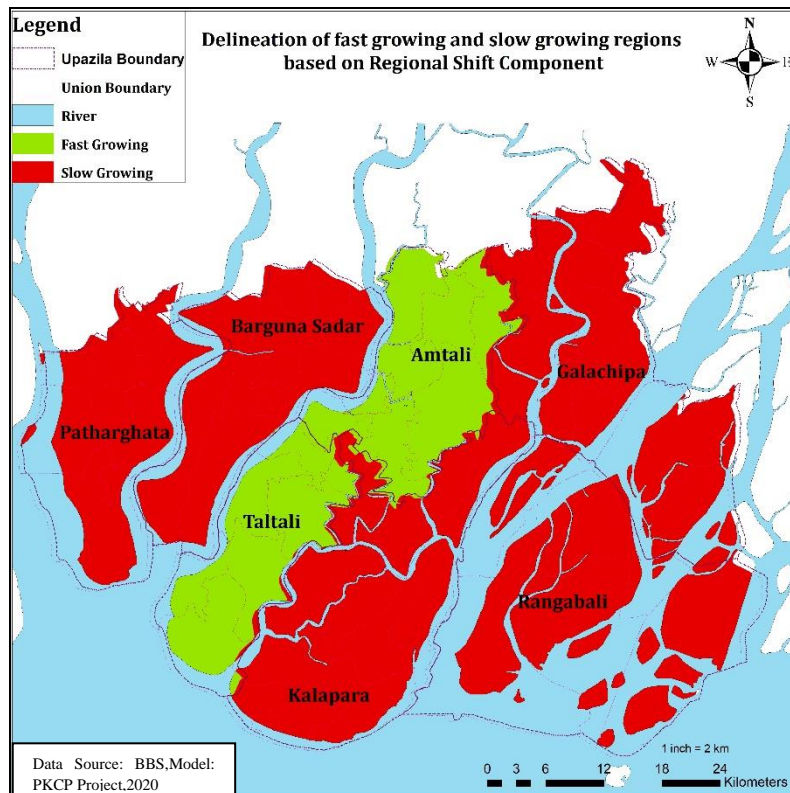 Legend
Upazila Boundary
Union Boundary
River
Fast Growing
Slow Growing
Delineation of fast growing and slow growing regions
based on Regional Shift Component
N
W
E
S
Barguna Sadar
Amtali
Galachipa
Patharghata
Taltali
Rangabali
Kalapara
Data Source: BBS,Model:
PKCP Project,2020
1 inch = 2 km
0 3 6 12 18 24
Kilometers